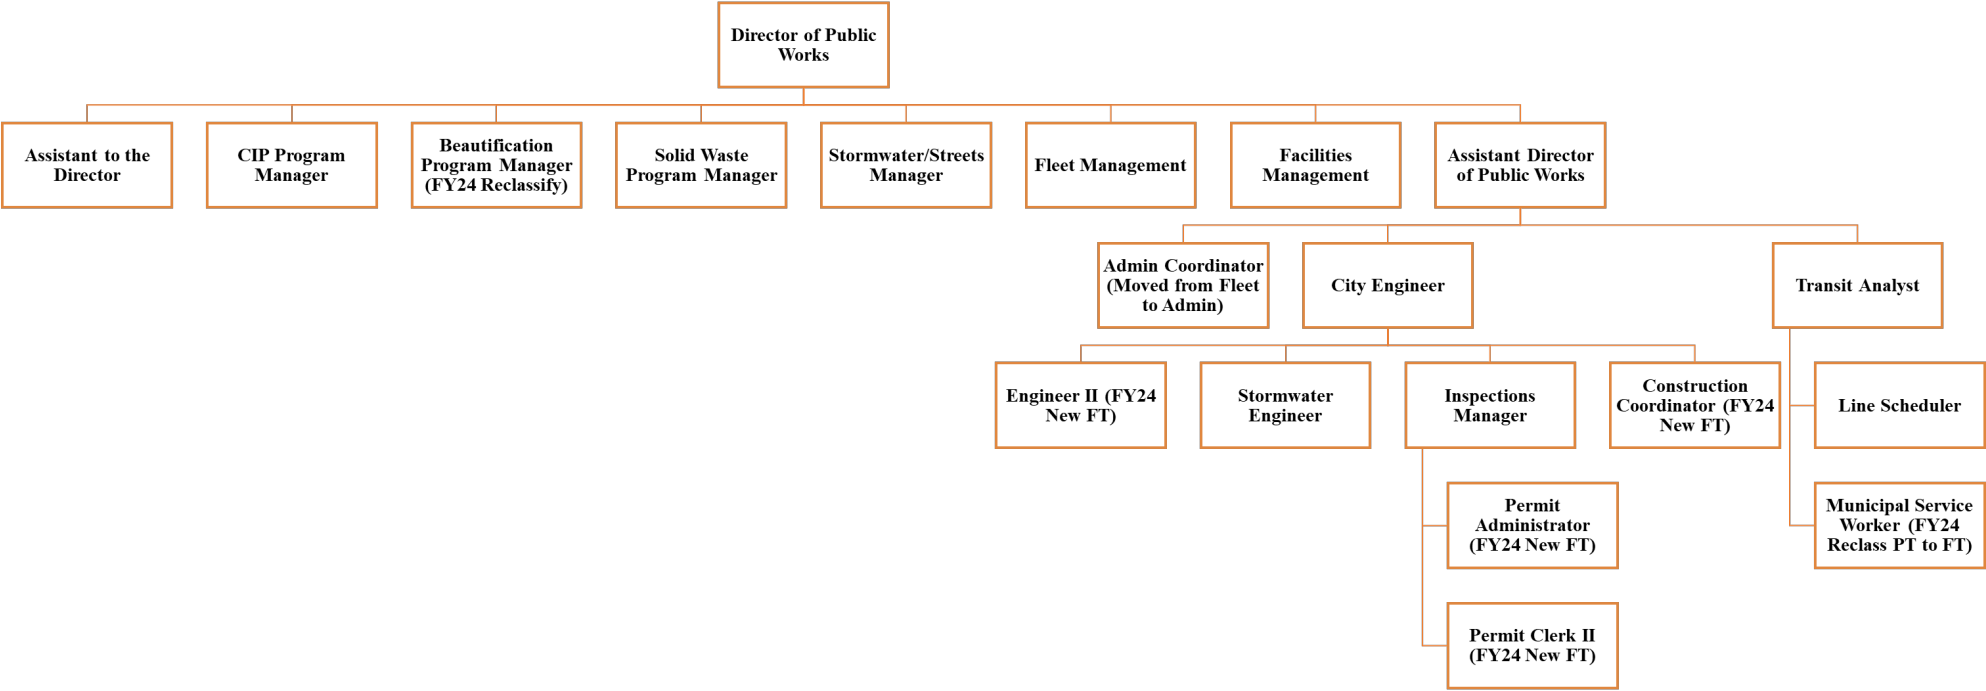 Director of Public
Works
Assistant to the
Director
CIP Program
Manager
Beautification
Program Manager
(FY24 Reclassify)
Solid Waste
Program Manager
Stormwater/Streets
Manager
Fleet Management
Facilities
Management
Assistant Director
of Public Works
Admin Coordinator
(Moved from Fleet
to Admin)
City Engineer
Transit Analyst
Engineer II (FY24
New FT)
Stormwater
Engineer
Inspections
Manager
Construction
Coordinator (FY24
New FT)
Line Scheduler
Permit
Administrator
(FY24 New FT)
Municipal Service
Worker (FY24
Reclass PT to FT)
Permit Clerk II
(FY24 New FT)